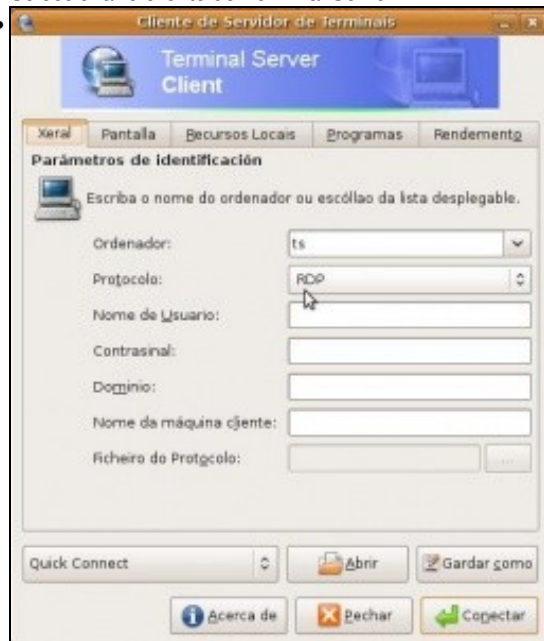 Cliente de Servidor de Terminais
Terminal Server
Client
Xeral Pantalla Recursos Locais Programas Rendemento
Parámetros de identificación
Escriba o nome do ordenador ou escóllao da lista despregable.
Ordenador: ts
Protocolo: RDP
Nome de Usuario:
Contrasinal:
Dominio:
Nome da máquina cliente:
Ficheiro do Protocolo: ...
Quick Connect Abrir Gardar como
Acerca de Pechar Conectar